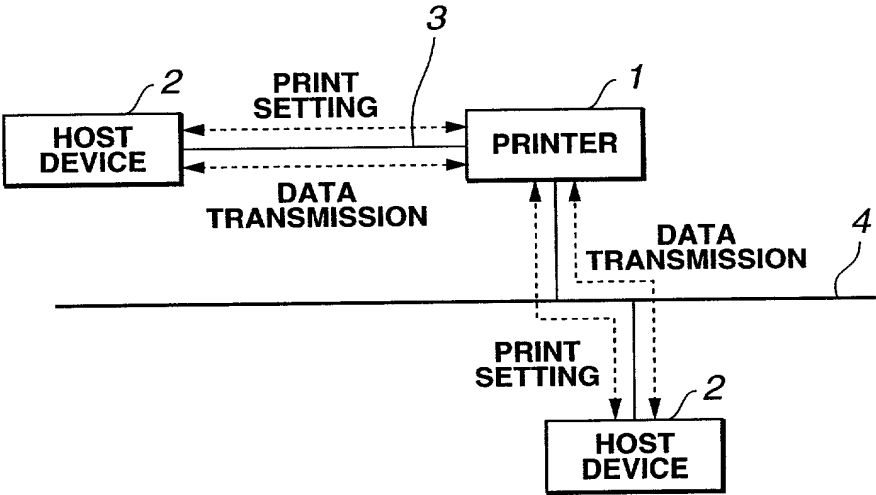 3
2
1
PRINT
SETTING
HOST
DEVICE
PRINTER
DATA
TRANSMISSION
DATA
TRANSMISSION
4
PRINT
SETTING
2
HOST
DEVICE